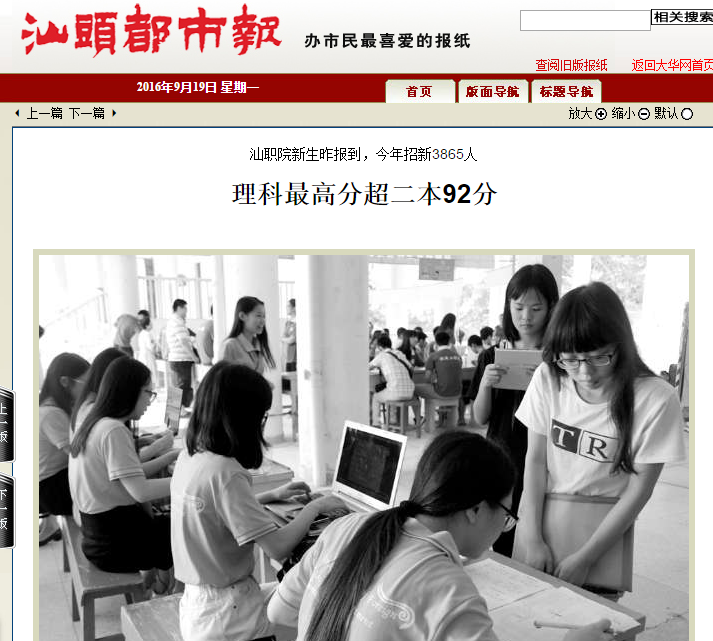 汕頭都市報
办市民最喜爱的报纸
相关搜索
查阅旧版报纸 返回大华网首页
2016年9月19日 星期一
首页 版面导航 标题导航
上一篇 下一篇
放大 缩小 默认
汕职院新生昨报到，今年招新3865人
理科最高分超二本92分
上一版
下一版
TR